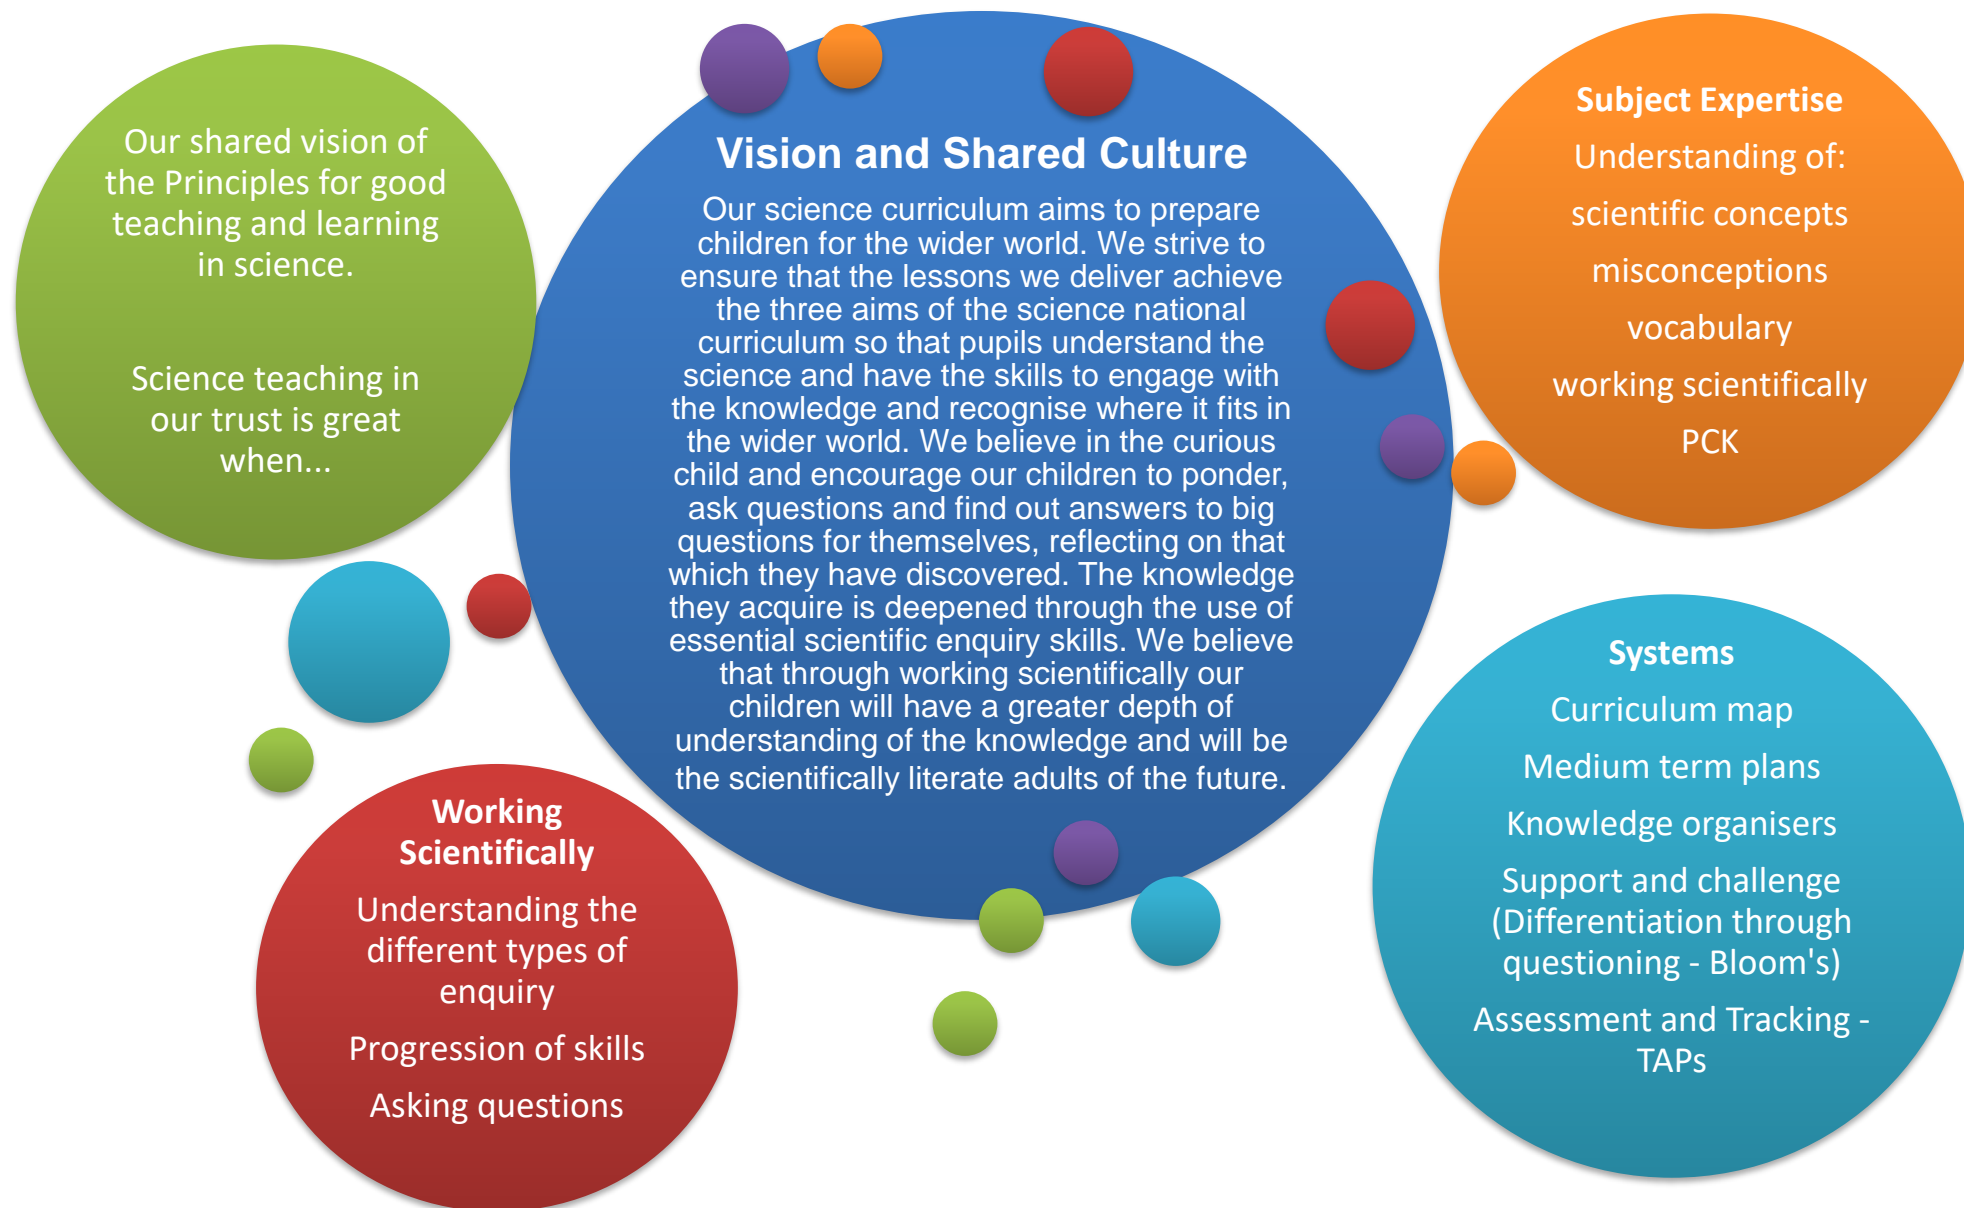 Our shared vision of
the Principles for good
teaching and learning
in science.
Science teaching in
our trust is great
when...
Vision and Shared Culture
Our science curriculum aims to prepare
children for the wider world. We strive to
ensure that the lessons we deliver achieve
the three aims of the science national
curriculum so that pupils understand the
science and have the skills to engage with
the knowledge and recognise where it fits in
the wider world. We believe in the curious
child and encourage our children to ponder,
ask questions and find out answers to big
questions for themselves, reflecting on that
which they have discovered. The knowledge
they acquire is deepened through the use of
essential scientific enquiry skills. We believe
that through working scientifically our
children will have a greater depth of
understanding of the knowledge and will be
the scientifically literate adults of the future.
Subject Expertise
Understanding of:
scientific concepts
misconceptions
vocabulary
working scientifically
PCK
Working
Scientifically
Understanding the
different types of
enquiry
Progression of skills
Asking questions
Systems
Curriculum map
Medium term plans
Knowledge organisers
Support and challenge
(Differentiation through
questioning - Bloom's)
Assessment and Tracking -
TAPs